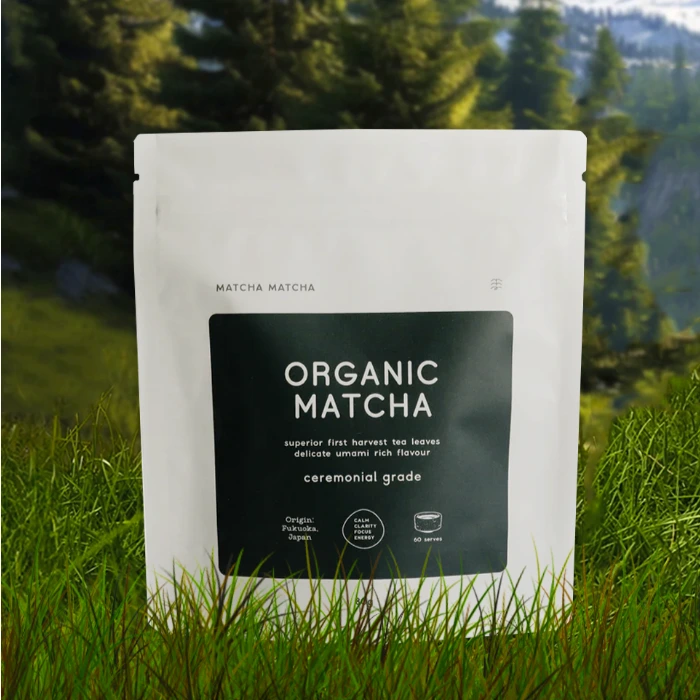 MATCHA MATCHA
ORGANIC
MATCHA
superior first harvest tea leaves
delicate umami rich flavour
ceremonial grade
Origin:
Fukuoka,
Japan
CALM
CLARITY
FOCUS
ENERGY
60 serves